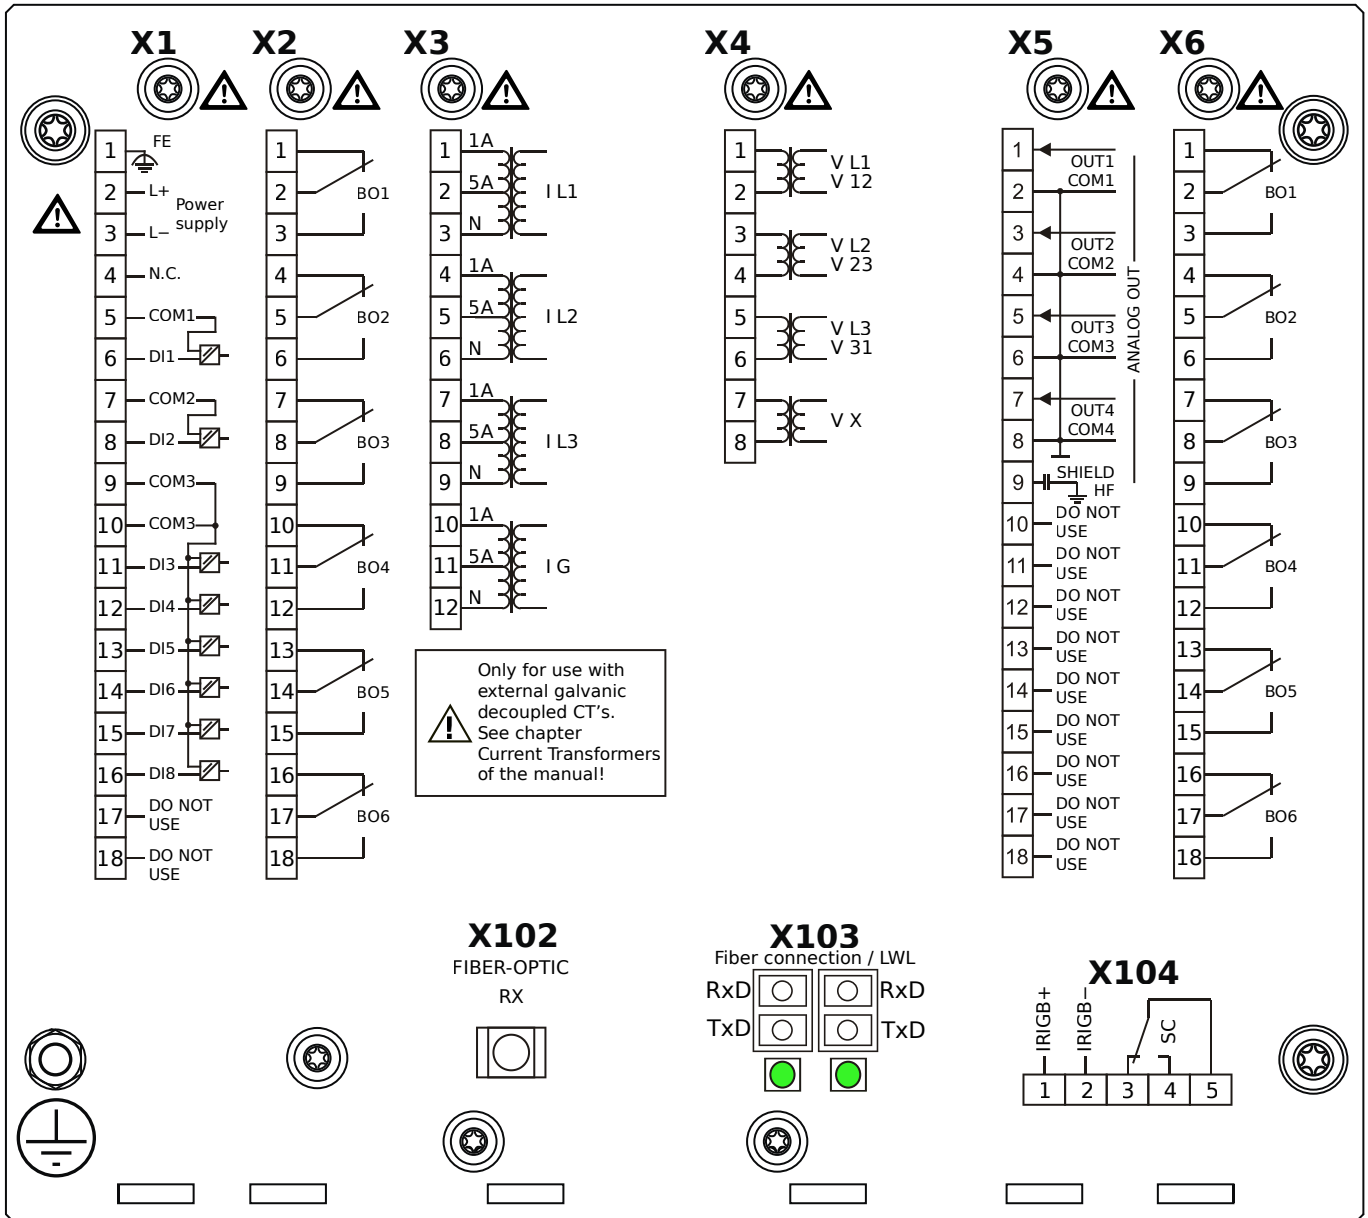 X1 X2 X3 X4 X5 X6
1 FE
2 L+
Power
supply
3 L−
4 N.C.
5 COM1
6 DI1
7 COM2
8 DI2
9 COM3
10 COM3
11 DI3
12 DI4
13 DI5
14 DI6
15 DI7
16 DI8
17 DO NOT
USE
18 DO NOT
USE
1
2 BO1
3
4
5 BO2
6
7
8 BO3
9
10
11 BO4
12
13
14 BO5
15
16
17 BO6
18
1 1A
2 5A I L1
3 N
4 1A
5 5A I L2
6 N
7 1A
8 5A I L3
9 N
10 1A
11 5A I G
12 N
Only for use with
external galvanic
decoupled CT's.
See chapter
Current Transformers
of the manual!
1 V L1
2 V 12
3 V L2
4 V 23
5 V L3
6 V 31
7 V X
8
1 OUT1
2 COM1
3 OUT2
4 COM2
5 OUT3
6 COM3
7 OUT4
8 COM4
ANALOG OUT
9 SHIELD
HF
10 DO NOT
USE
11 DO NOT
USE
12 DO NOT
USE
13 DO NOT
USE
14 DO NOT
USE
15 DO NOT
USE
16 DO NOT
USE
17 DO NOT
USE
18 DO NOT
USE
1
2 BO1
3
4
5 BO2
6
7
8 BO3
9
10
11 BO4
12
13
14 BO5
15
16
17 BO6
18
X102
FIBER-OPTIC
RX
X103
Fiber connection / LWL
RxD RxD
TxD TxD
X104
IRIGB+ IRIGB− SC
1 2 3 4 5